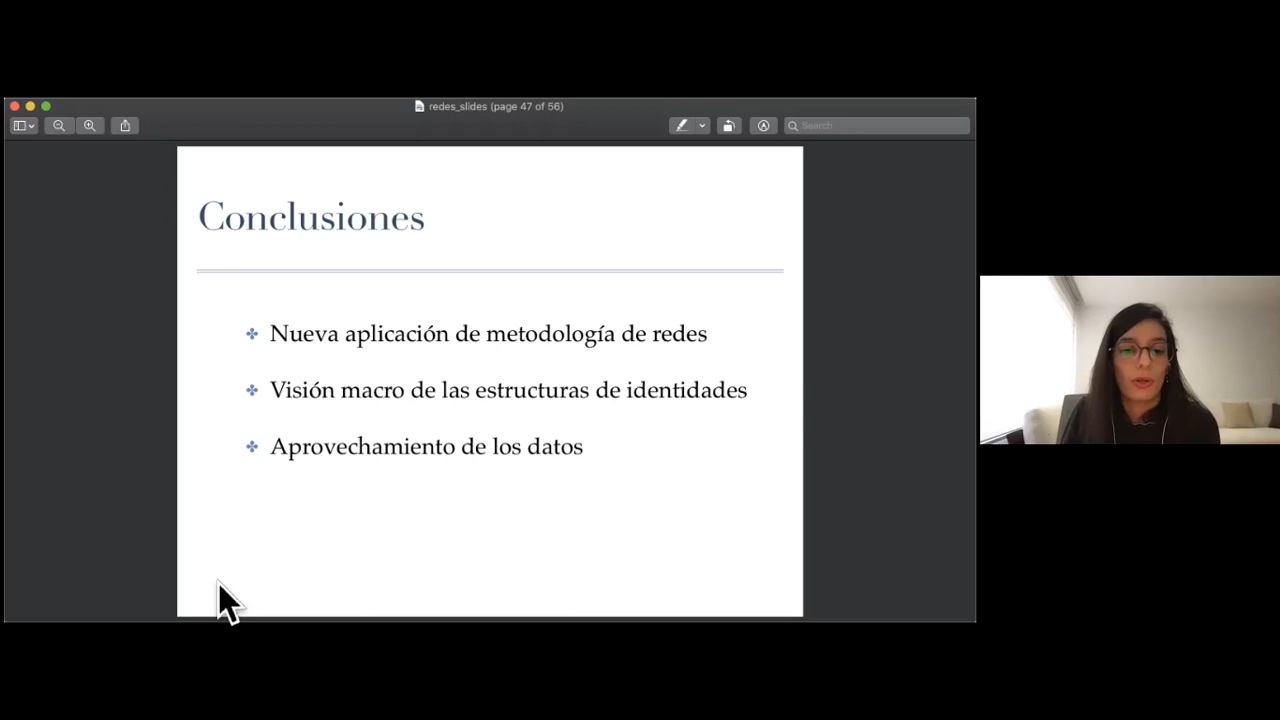 redes_slides (page 47 of 56)
Search
Conclusiones
Nueva aplicación de metodología de redes
Visión macro de las estructuras de identidades
Aprovechamiento de los datos